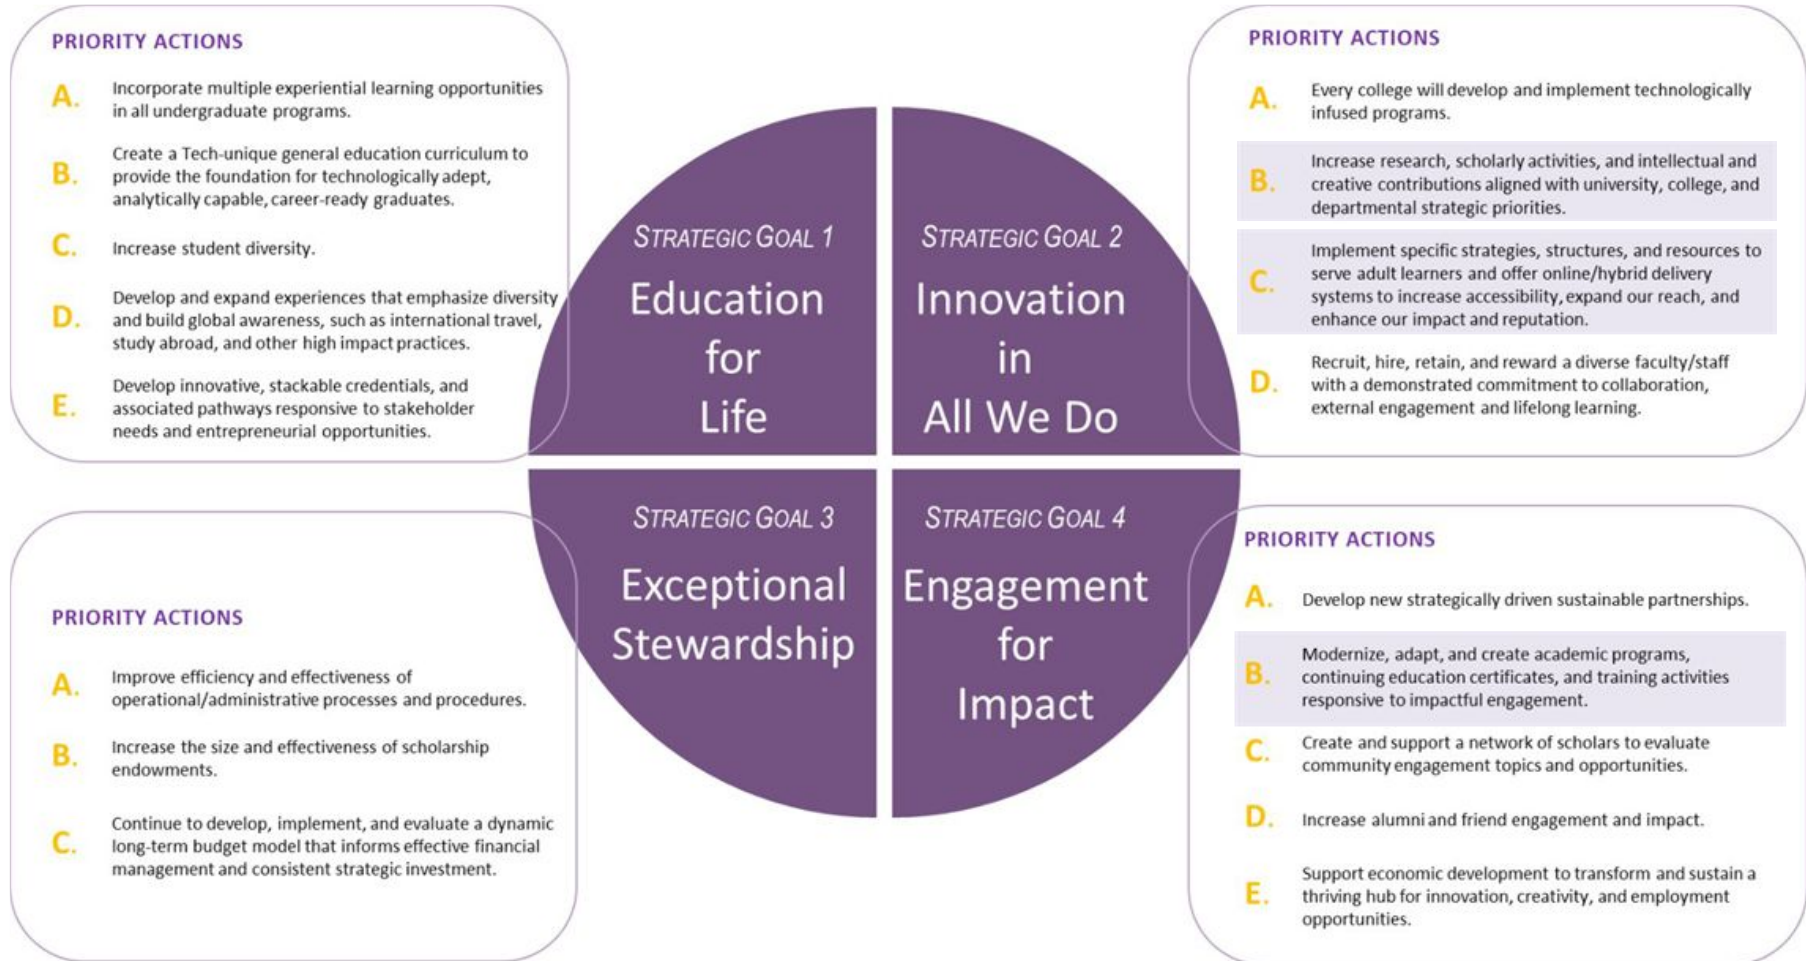 PRIORITY ACTIONS
A.
Incorporate multiple experiential learning opportunities
in all undergraduate programs.
B.
Create a Tech-unique general education curriculum to
provide the foundation for technologically adept,
analytically capable, career-ready graduates.
C.
Increase student diversity.
D.
Develop and expand experiences that emphasize diversity
and build global awareness, such as international travel,
study abroad, and other high impact practices.
E.
Develop innovative, stackable credentials, and
associated pathways responsive to stakeholder
needs and entrepreneurial opportunities.
STRATEGIC GOAL 1
Education
for
Life
STRATEGIC GOAL 2
Innovation
in
All We Do
PRIORITY ACTIONS
A.
Every college will develop and implement technologically
infused programs.
B.
Increase research, scholarly activities, and intellectual and
creative contributions aligned with university, college, and
departmental strategic priorities.
C.
Implement specific strategies, structures, and resources to
serve adult learners and offer online/hybrid delivery
systems to increase accessibility, expand our reach, and
enhance our impact and reputation.
D.
Recruit, hire, retain, and reward a diverse faculty/staff
with a demonstrated commitment to collaboration,
external engagement and lifelong learning.
PRIORITY ACTIONS
A.
Improve efficiency and effectiveness of
operational/administrative processes and procedures.
B.
Increase the size and effectiveness of scholarship
endowments.
C.
Continue to develop, implement, and evaluate a dynamic
long-term budget model that informs effective financial
management and consistent strategic investment.
STRATEGIC GOAL 3
Exceptional
Stewardship
STRATEGIC GOAL 4
Engagement
for
Impact
PRIORITY ACTIONS
A.
Develop new strategically driven sustainable partnerships.
B.
Modernize, adapt, and create academic programs,
continuing education certificates, and training activities
responsive to impactful engagement.
C.
Create and support a network of scholars to evaluate
community engagement topics and opportunities.
D.
Increase alumni and friend engagement and impact.
E.
Support economic development to transform and sustain a
thriving hub for innovation, creativity, and employment
opportunities.